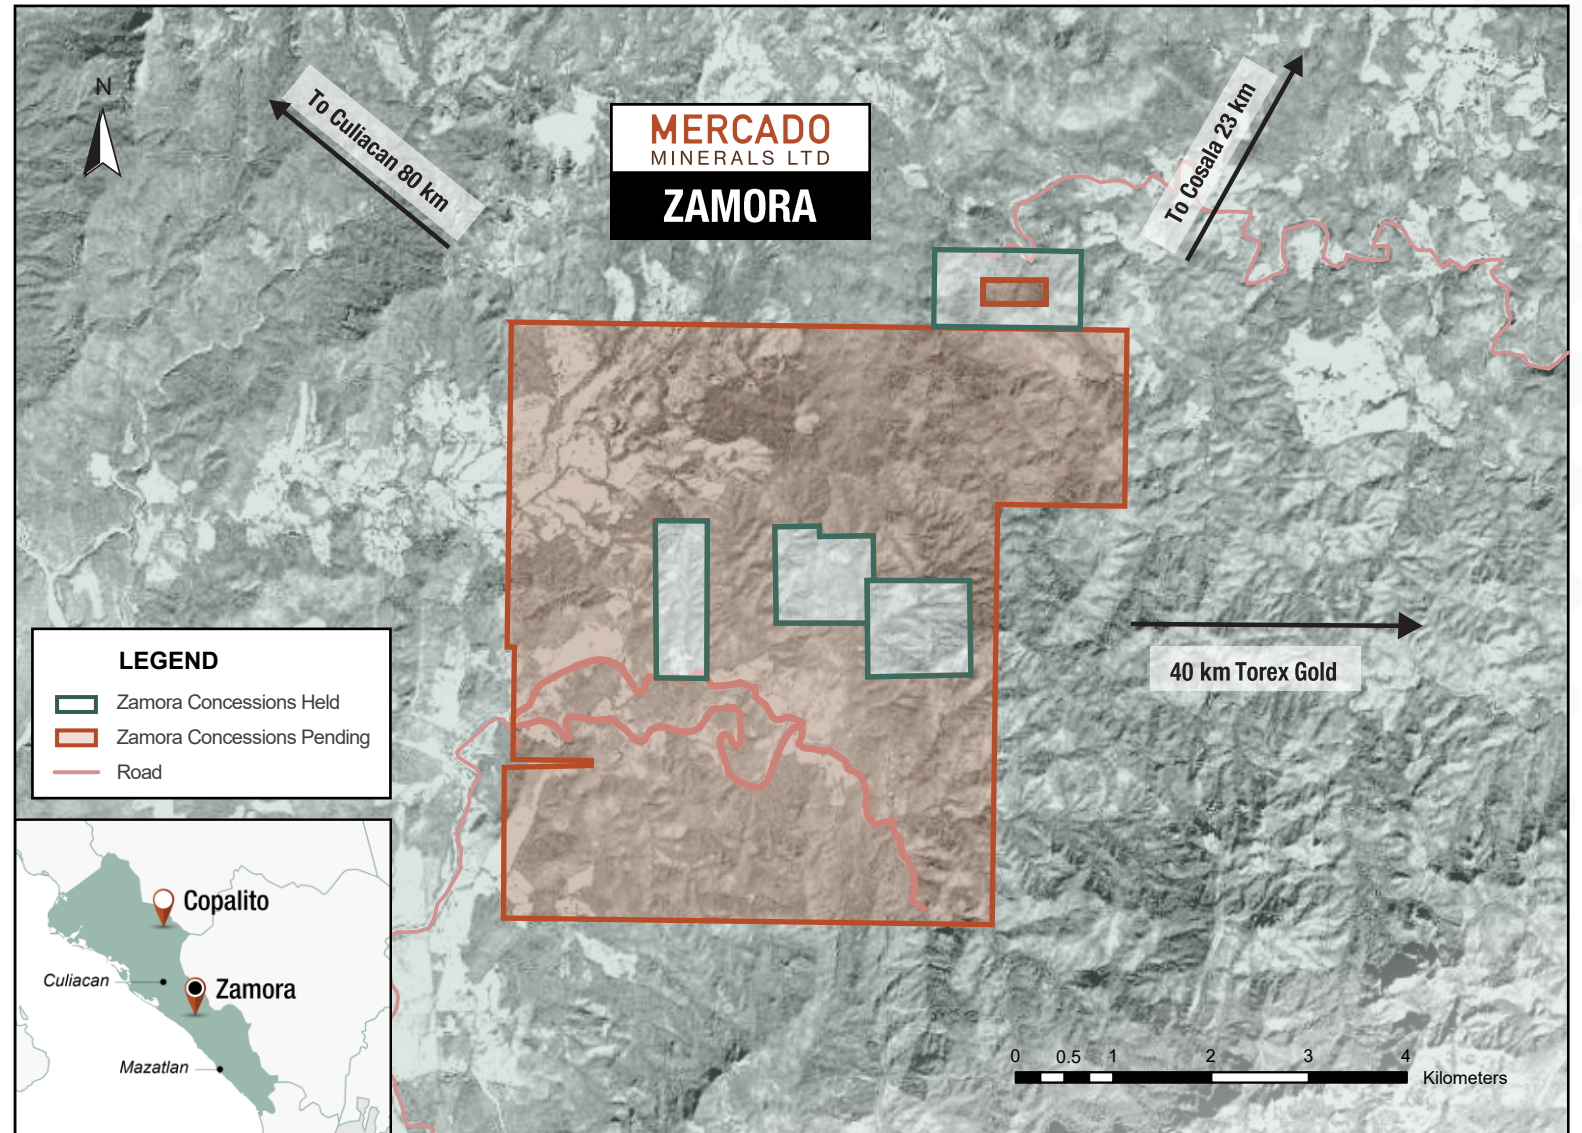 N
To Culiacan 80 km
MERCADO
MINERALS LTD
ZAMORA
To Cosala 23 km
40 km Torex Gold
LEGEND
Zamora Concessions Held
Zamora Concessions Pending
Road
Copalito
Culiacan
Zamora
Mazatlan
0 0.5 1 2 3 4
Kilometers